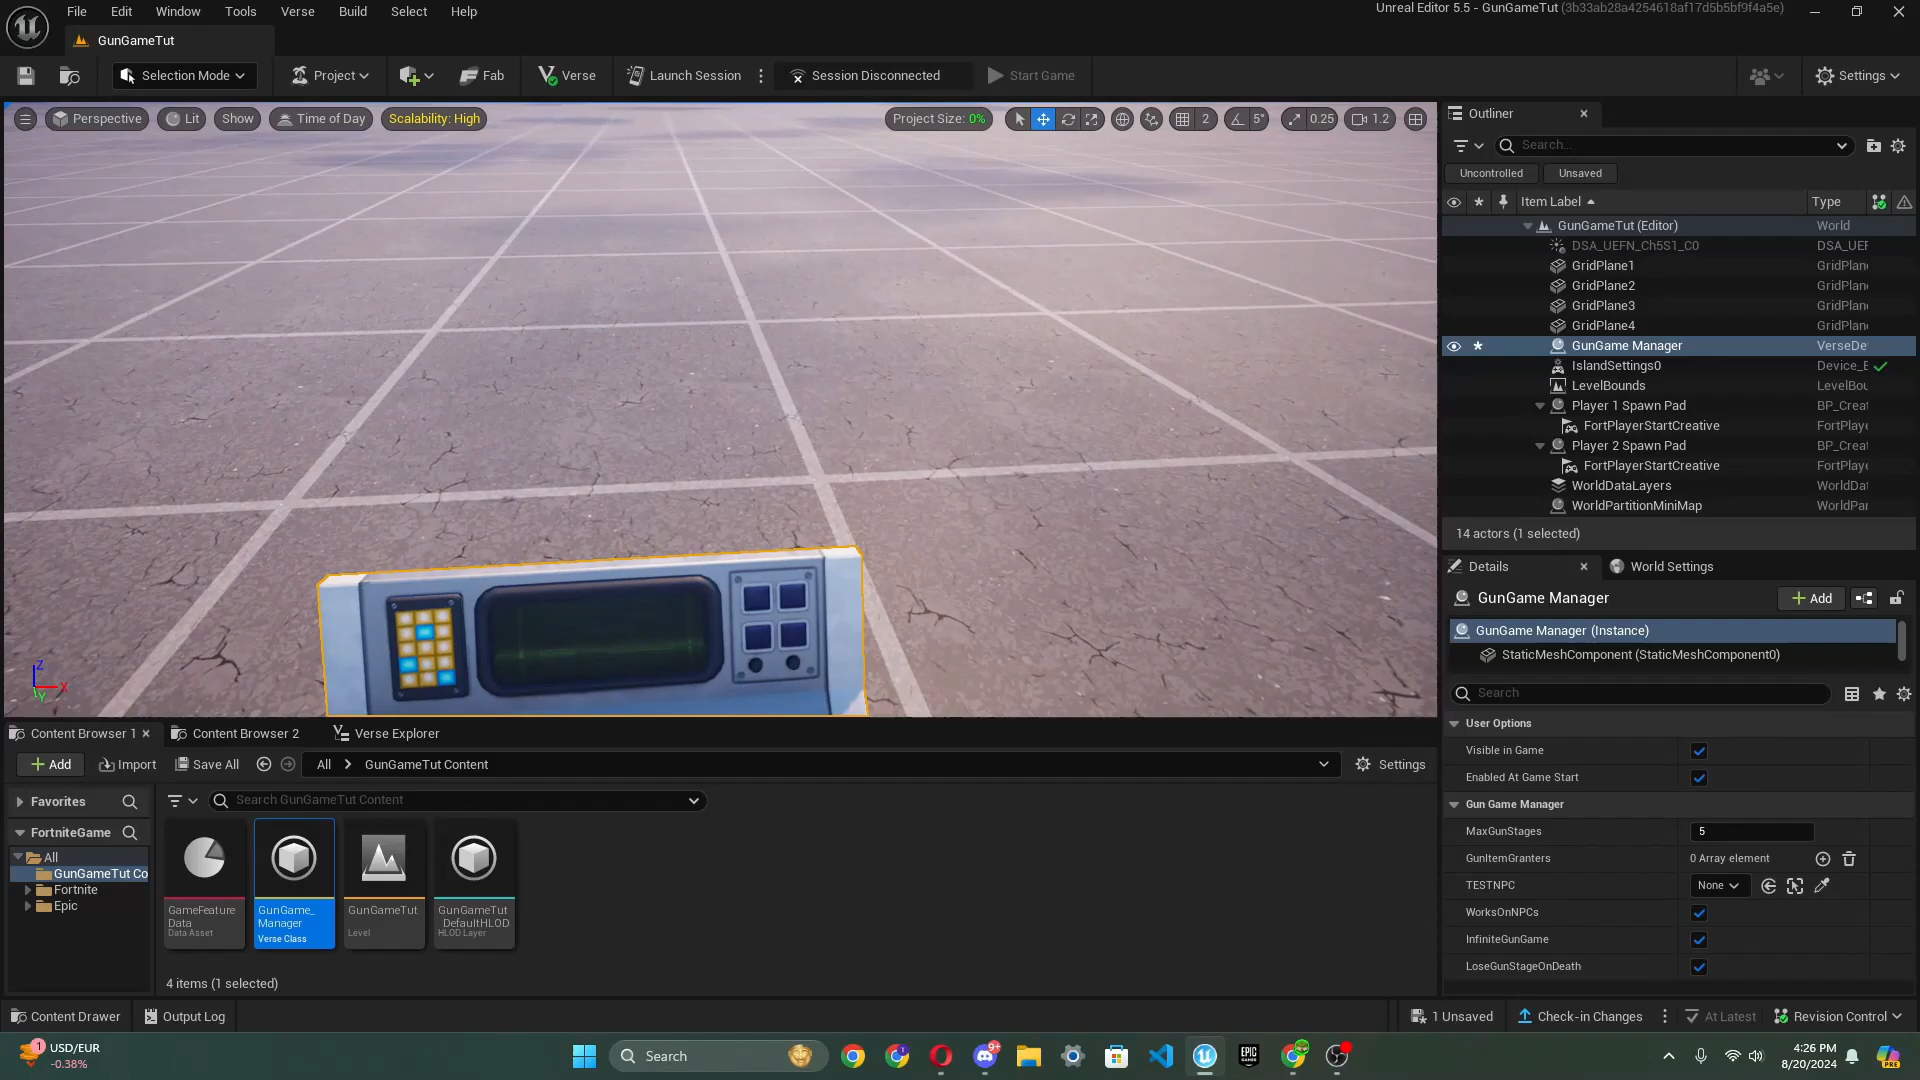 File Edit Window Tools Verse Build Select Help
Unreal Editor 5.5 - GunGameTut (3b33ab28a4254618af17d5b5bf9f4a5e)
GunGameTut
Selection Mode Project Fab Verse Launch Session Session Disconnected Start Game Settings
Perspective Lit Show Time of Day Scalability: High Project Size: 0% 2 5° 0.25 1.2
Outliner
Search...
Uncontrolled Unsaved
Item Label Type
GunGameTut (Editor) World
DSA_UEFN_Ch5S1_C0 DSA_UEF
GridPlane1 GridPlan
GridPlane2 GridPlan
GridPlane3 GridPlan
GridPlane4 GridPlan
GunGame Manager VerseDe
IslandSettings0 Device_E
LevelBounds LevelBou
Player 1 Spawn Pad BP_Creat
FortPlayerStartCreative FortPlaye
Player 2 Spawn Pad BP_Creat
FortPlayerStartCreative FortPlaye
WorldDataLayers WorldDat
WorldPartitionMiniMap WorldPar
14 actors (1 selected)
Details World Settings
GunGame Manager Add
GunGame Manager (Instance)
StaticMeshComponent (StaticMeshComponent0)
Search
User Options
Visible in Game
Enabled At Game Start
Gun Game Manager
MaxGunStages 5
GunItemGranters 0 Array element
TESTNPC None
WorksOnNPCs
InfiniteGunGame
LoseGunStageOnDeath
Z
X
Y
Content Browser 1 Content Browser 2 Verse Explorer
Add Import Save All All GunGameTut Content Settings
Favorites
Search GunGameTut Content
FortniteGame
All
GunGameTut Co
Fortnite
Epic
GameFeature
Data
Data Asset
GunGame_
Manager
Verse Class
GunGameTut
Level
GunGameTut
_DefaultHLOD
HLOD Layer
4 items (1 selected)
Content Drawer Output Log 1 Unsaved Check-in Changes At Latest Revision Control
1 USD/EUR
-0.38%
Search
9+
EPIC
GAMES
4:26 PM
8/20/2024
PRE